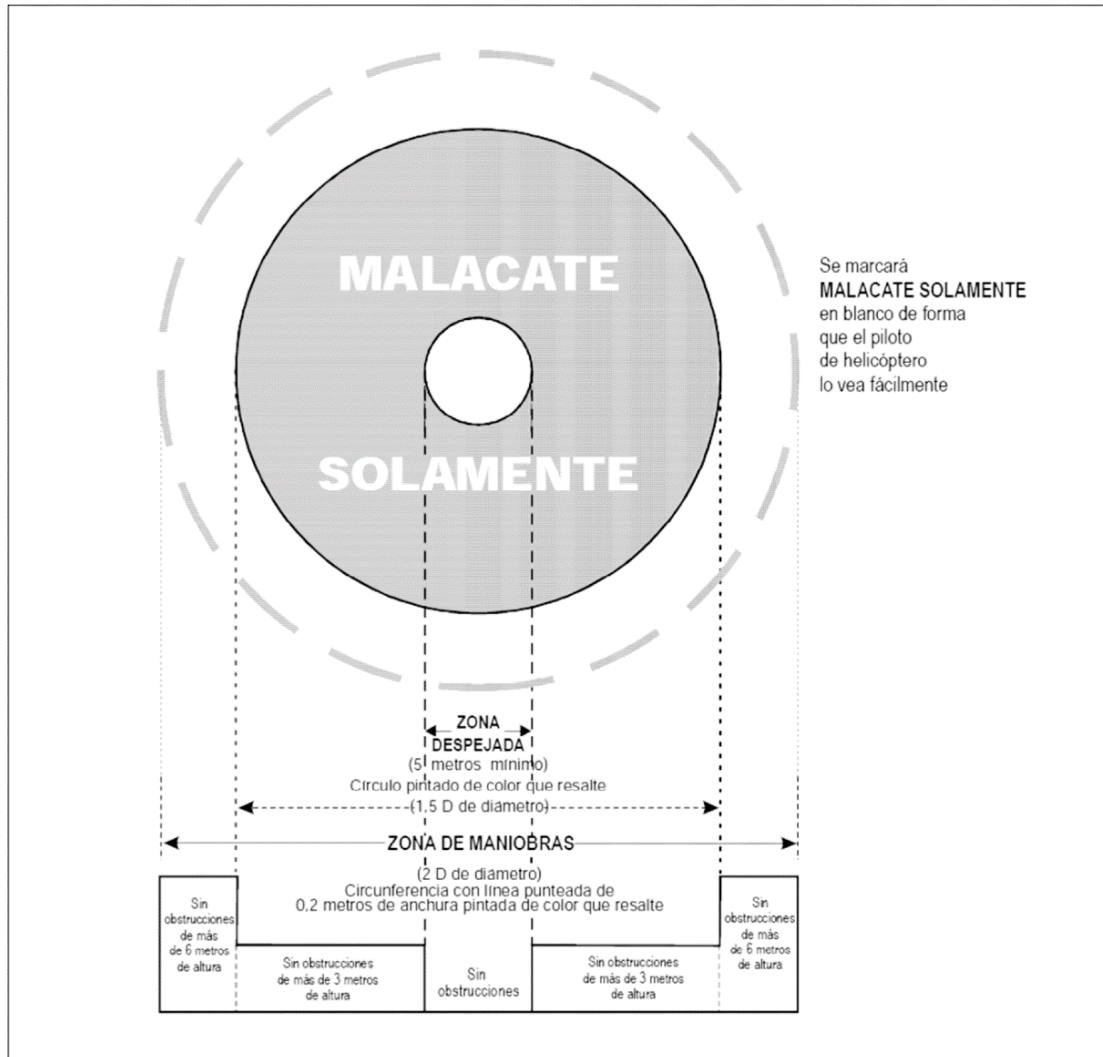 MALACATE
SOLAMENTE
Se marcará
MALACATE SOLAMENTE
en blanco de forma
que el piloto
de helicóptero
lo vea fácilmente
ZONA
DESPEJADA
(5 metros mínimo)
Círculo pintado de color que resalte
(1,5 D de diámetro)
ZONA DE MANIOBRAS
(2 D de diámetro)
Circunferencia con línea punteada de
0,2 metros de anchura pintada de color que resalte
Sin
obstrucciones
de más
de 6 metros
de altura
Sin obstrucciones
de más de 3 metros
de altura
Sin
obstrucciones
Sin obstrucciones
de más de 3 metros
de altura
Sin
obstrucciones
de más
de 6 metros
de altura